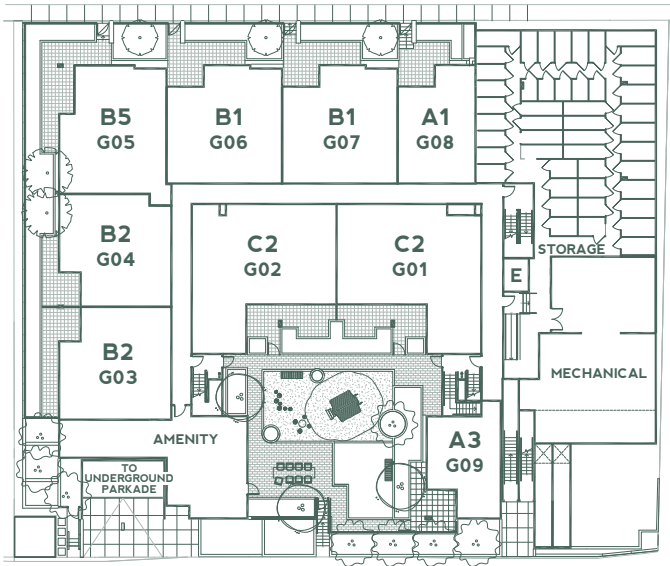 B5
G05
B1
G06
B1
G07
A1
G08
B2
G04
C2
G02
C2
G01
STORAGE
E
B2
G03
MECHANICAL
AMENITY
A3
G09
TO
UNDERGROUND
PARKADE